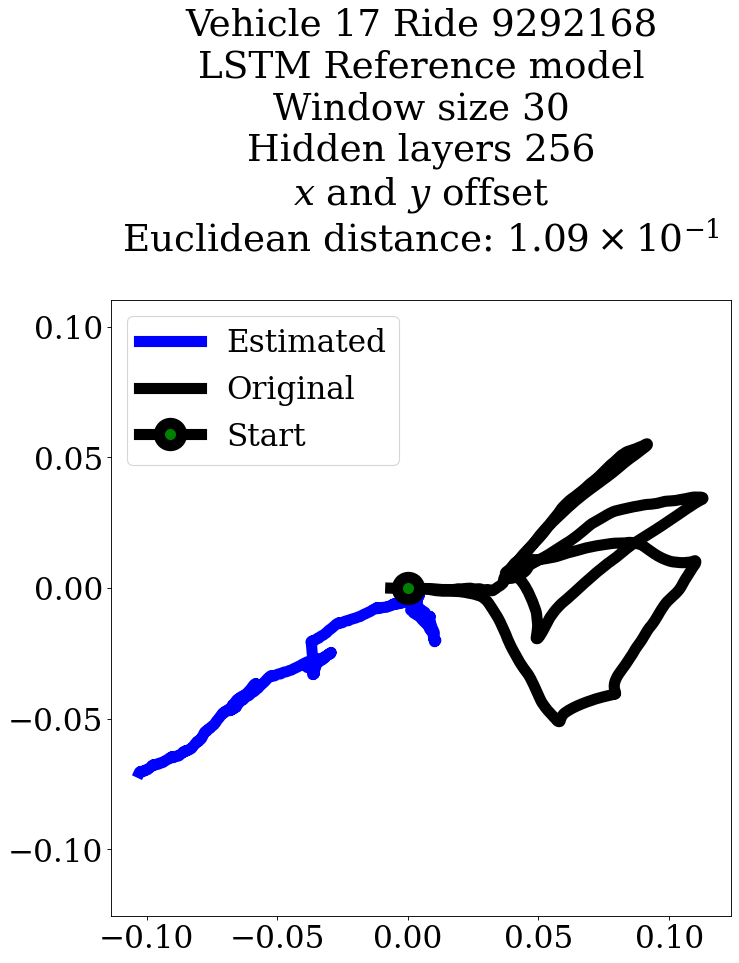 Vehicle 17 Ride 9292168
LSTM Reference model
Window size 30
Hidden layers 256
x and y offset
Euclidean distance: 1.09 × 10⁻¹
Estimated
Original
Start
0.10
0.05
0.00
−0.05
−0.10
−0.10 −0.05 0.00 0.05 0.10